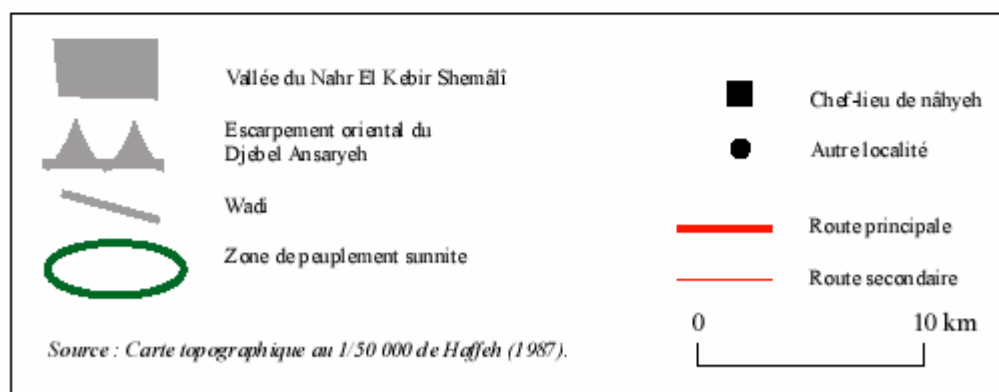 Vallée du Nahr El Kebir Shemâlî
Escarpement oriental du
Djebel Ansaryeh
Wadi
Zone de peuplement sunnite
Chef-lieu de nâhyeh
Autre localité
Route principale
Route secondaire
0 10 km
Source : Carte topographique au 1/50 000 de Haffeh (1987).